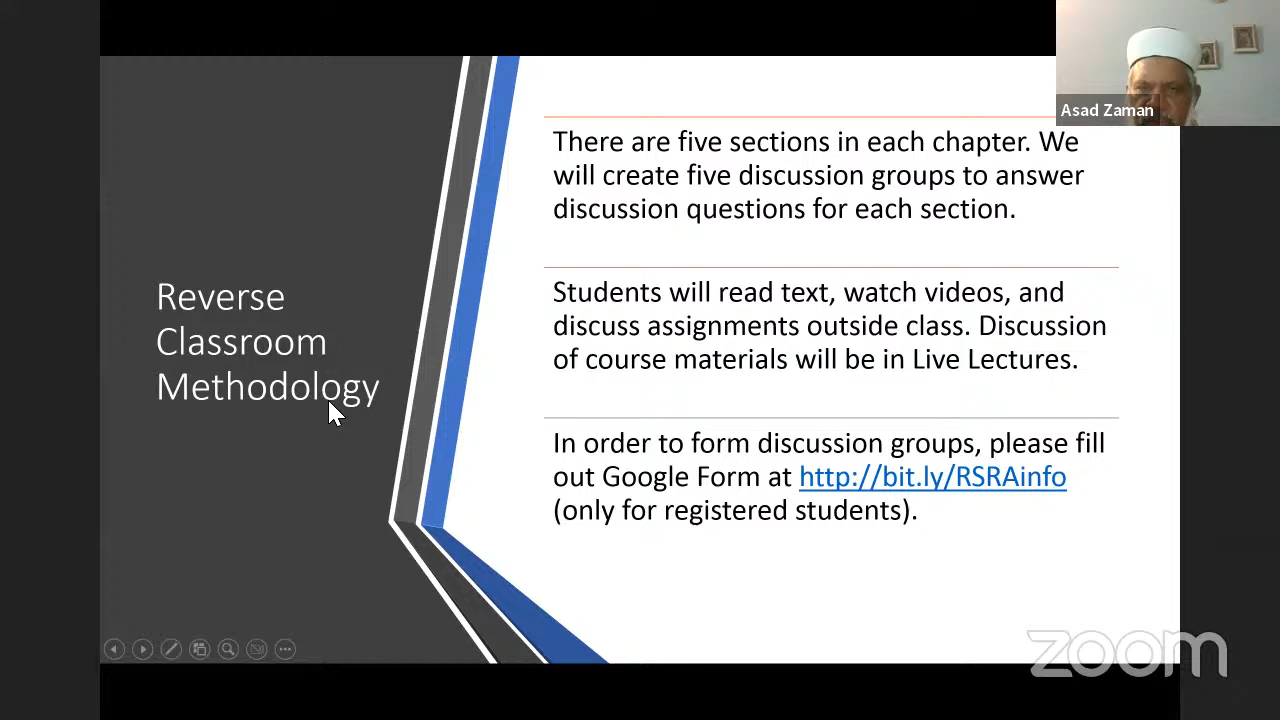 Asad Zaman
Reverse
Classroom
Methodology
There are five sections in each chapter. We
will create five discussion groups to answer
discussion questions for each section.
Students will read text, watch videos, and
discuss assignments outside class. Discussion
of course materials will be in Live Lectures.
In order to form discussion groups, please fill
out Google Form at http://bit.ly/RSRAinfo
(only for registered students).
zoom